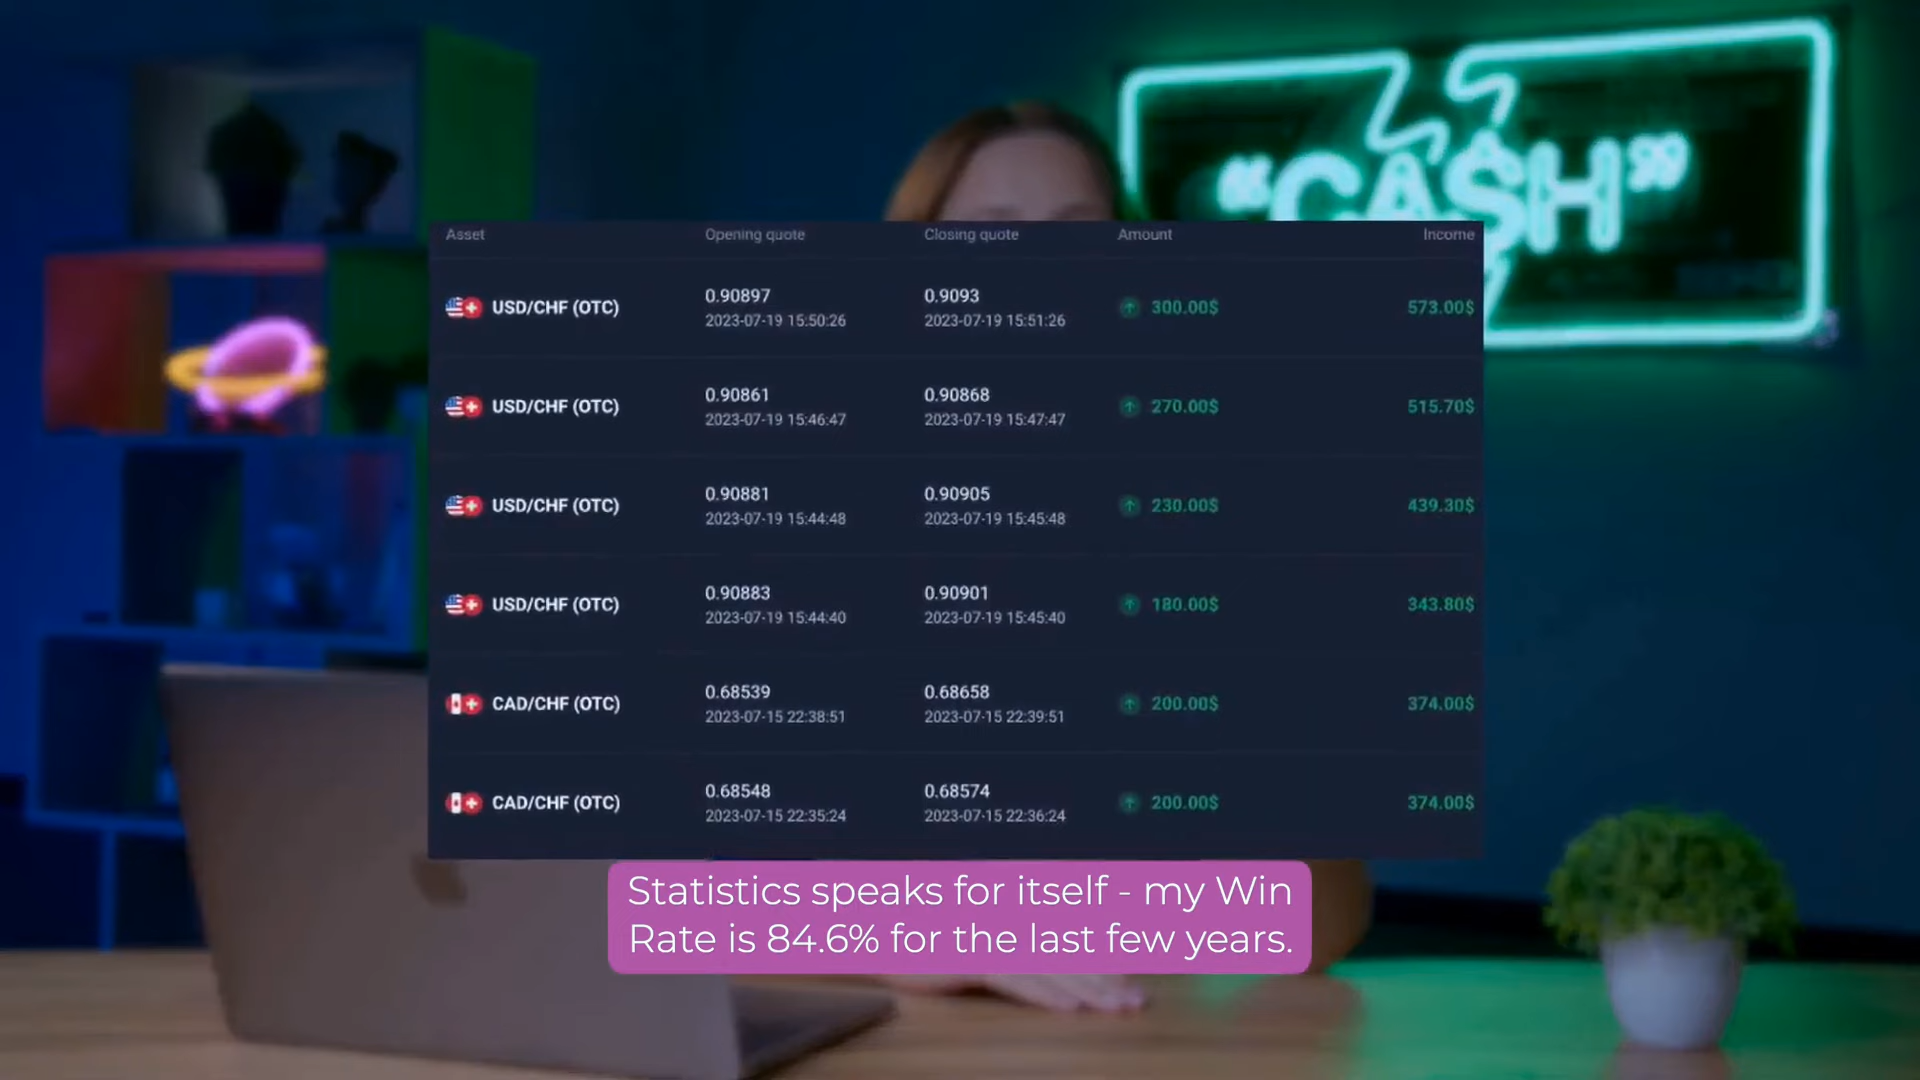 “CA$H”
Asset Opening quote Closing quote Amount Income
USD/CHF (OTC) 0.90897 0.9093 300.00$ 573.00$
2023-07-19 15:50:26 2023-07-19 15:51:26
USD/CHF (OTC) 0.90861 0.90868 270.00$ 515.70$
2023-07-19 15:46:47 2023-07-19 15:47:47
USD/CHF (OTC) 0.90881 0.90905 230.00$ 439.30$
2023-07-19 15:44:48 2023-07-19 15:45:48
USD/CHF (OTC) 0.90883 0.90901 180.00$ 343.80$
2023-07-19 15:44:40 2023-07-19 15:45:40
CAD/CHF (OTC) 0.68539 0.68658 200.00$ 374.00$
2023-07-15 22:38:51 2023-07-15 22:39:51
CAD/CHF (OTC) 0.68548 0.68574 200.00$ 374.00$
2023-07-15 22:35:24 2023-07-15 22:36:24
Statistics speaks for itself - my Win
Rate is 84.6% for the last few years.